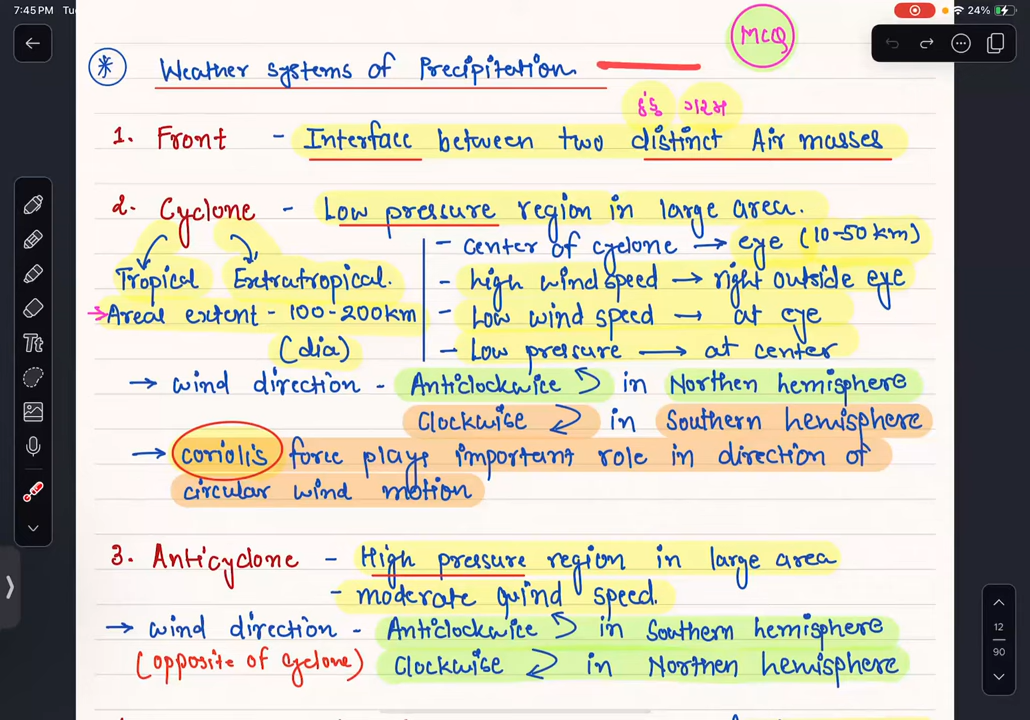 7:45 PM Tu
24%
MCQ
* Weather systems of Precipitation
ઠંડું ગરમ
1. Front - Interface between two distinct Air masses
2. Cyclone - Low pressure region in large area.
- center of cyclone → eye (10-50 km)
Tropical Extratropical.
- high wind speed → right outside eye
→ Areal extent - 100-200km
- Low wind speed → at eye
(dia)
- Low pressure → at center
→ wind direction - Anticlockwice in Northen hemisphere
Clockwise in Southern hemisphere
→ coriolis force plays important role in direction of
circular wind motion
3. Anticyclone - High pressure region in large area
- moderate wind speed.
→ wind direction - Anticlockwice in Southern hemisphere
(opposite of cyclone) Clockwise in Northen hemisphere
Tt
12
90